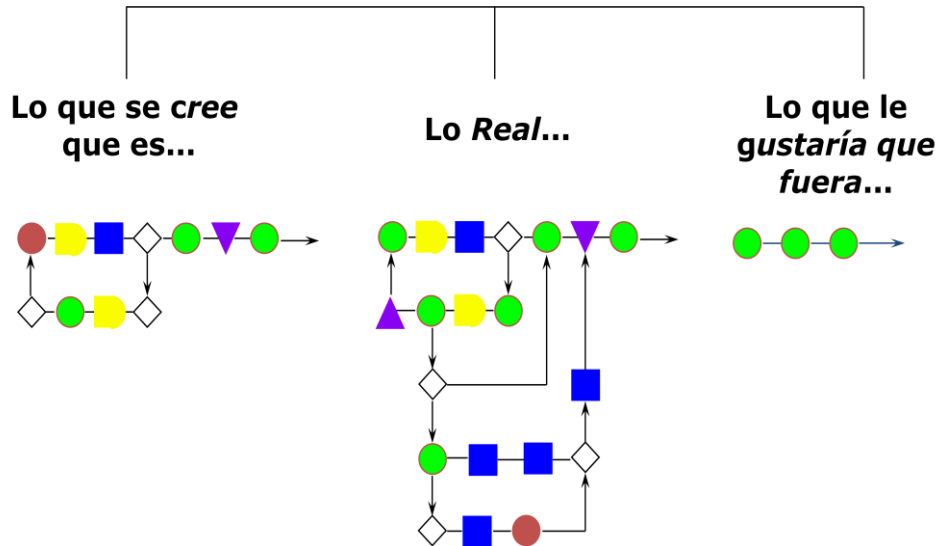 Lo que se cree
que es...
Lo Real...
Lo que le
gustaría que
fuera...